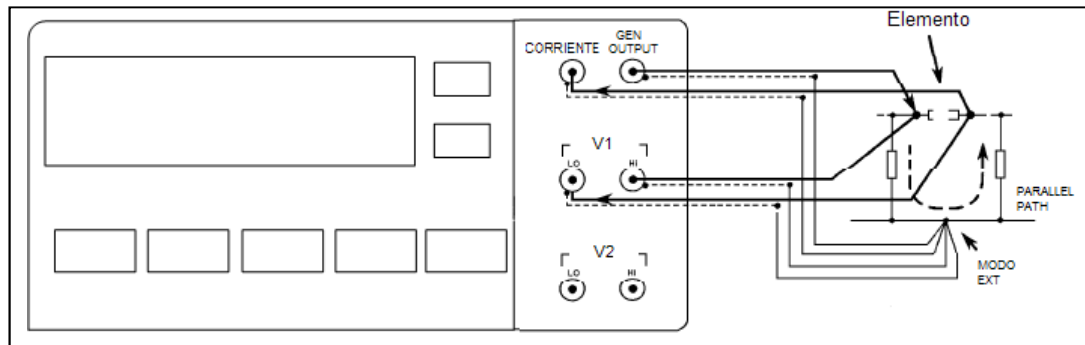 Elemento
GEN
OUTPUT
CORRIENTE
V1
LO
HI
PARALLEL
PATH
V2
LO
HI
MODO
EXT